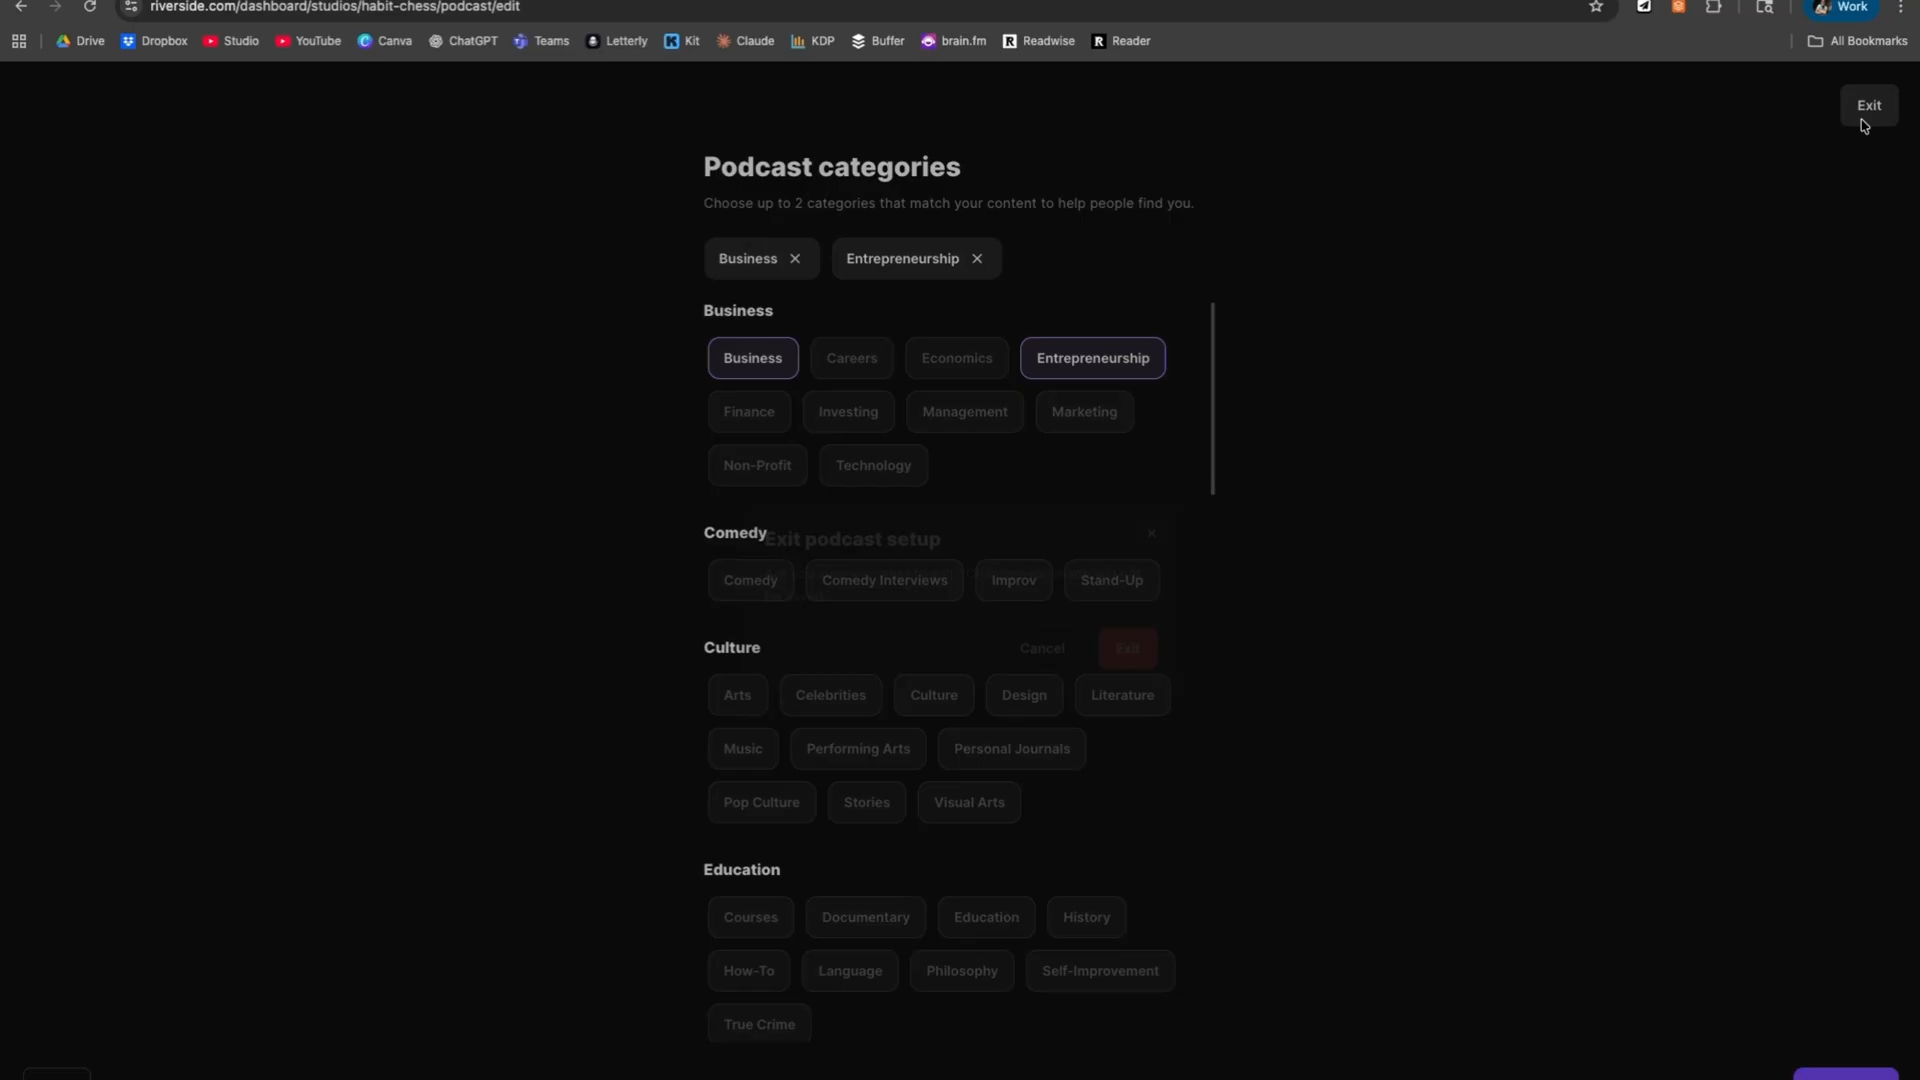 riverside.com/dashboard/studios/habit-chess/podcast/edit
Work
Drive Dropbox Studio YouTube Canva ChatGPT Teams Letterly Kit Claude KDP Buffer brain.fm Readwise Reader All Bookmarks
Exit
Podcast categories
Choose up to 2 categories that match your content to help people find you.
Business Entrepreneurship
Business
Business Careers Economics Entrepreneurship
Finance Investing Management Marketing
Non-Profit Technology
Comedy
Exit podcast setup
Comedy Comedy Interviews Improv Stand-Up
Culture
Cancel Exit
Arts Celebrities Culture Design Literature
Music Performing Arts Personal Journals
Pop Culture Stories Visual Arts
Education
Courses Documentary Education History
How-To Language Philosophy Self-Improvement
True Crime